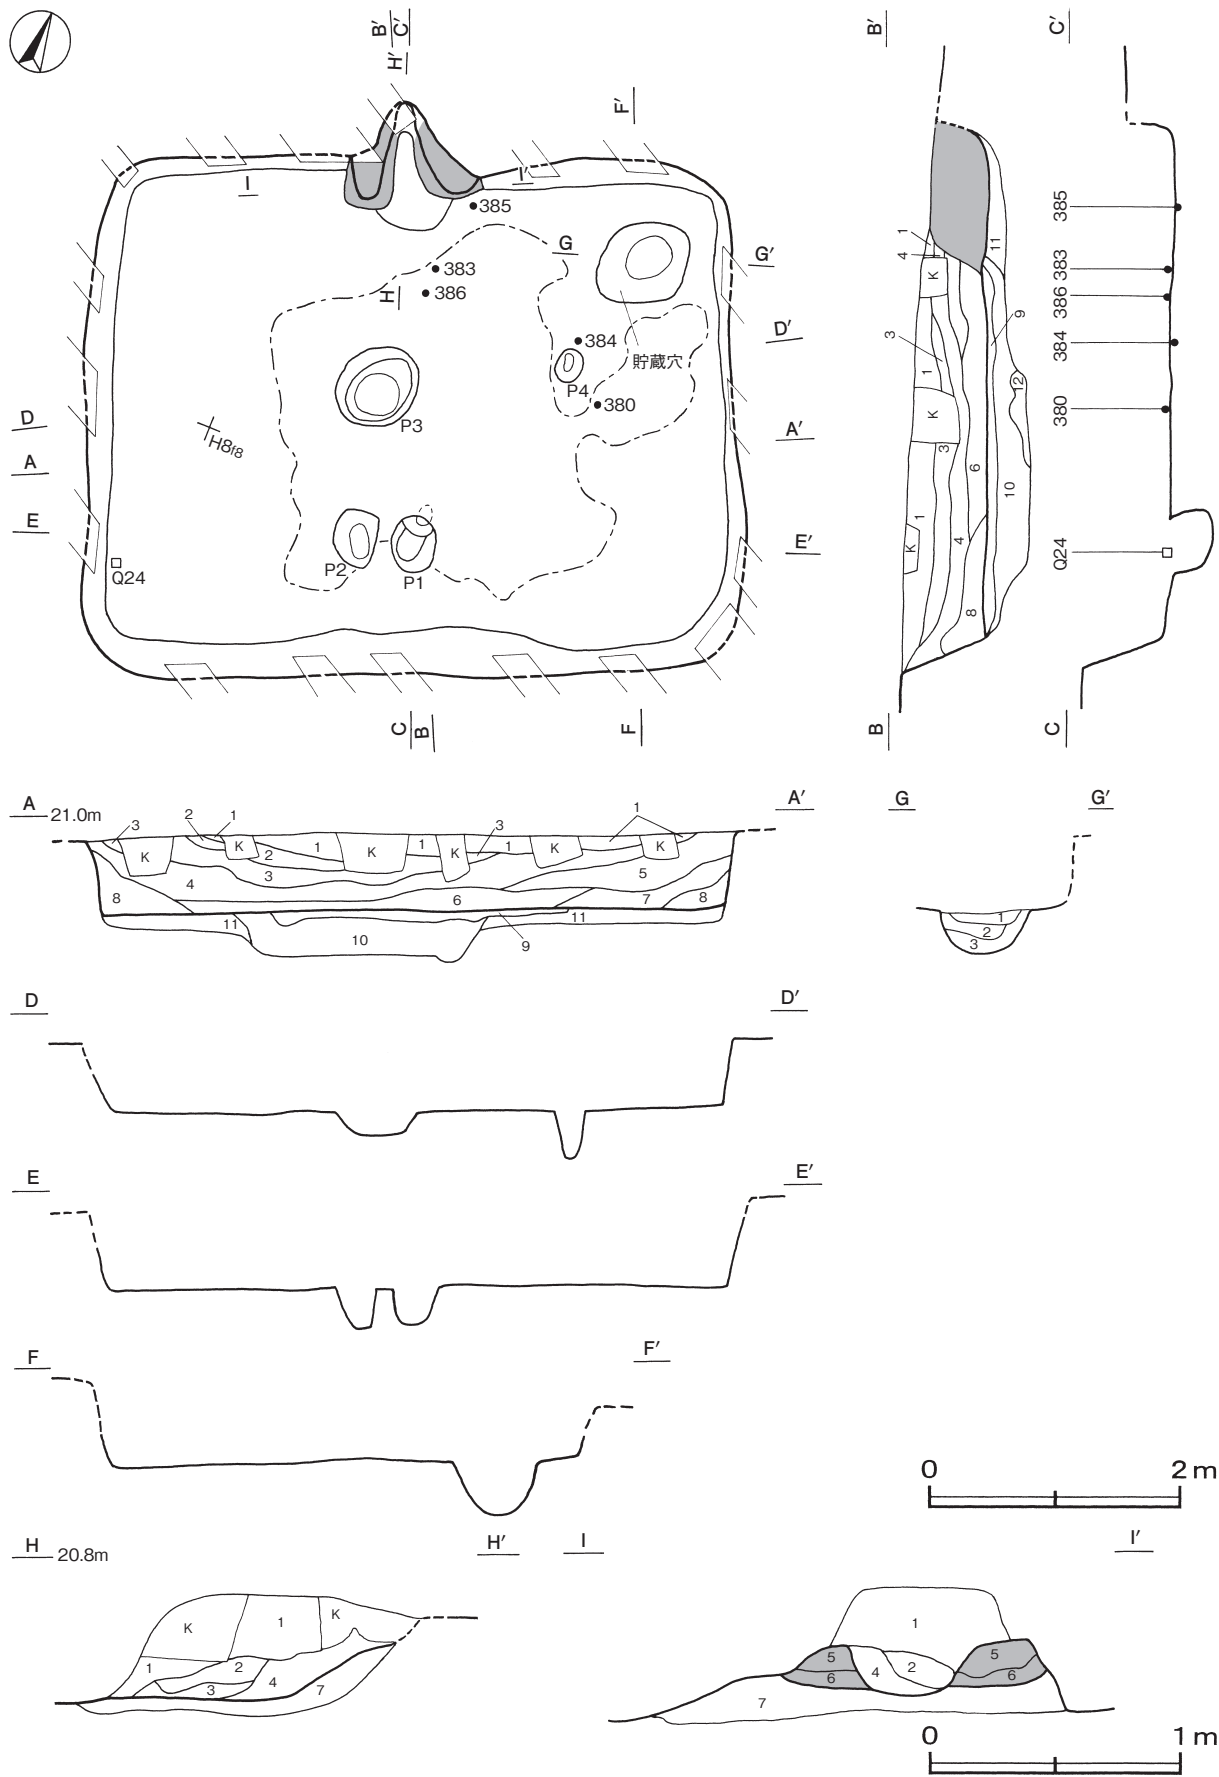 B′ C′
H′
F′
I I′
385
G G′
383
H 386
D′
384
貯蔵穴
P4
380
P3
D
A′
H8f8
A
E
E′
P2 P1
Q24
C B
F
B′
1
4
11
K
9
3
1
12
K
3
6
10
1
4
K
8
B
C′
385
383
386
384
380
Q24
C
A 21.0m A′
3 2 1 3 1
K K 1 K 1 K 1 K K
2
3
4 5
8 6 7 8
11 10 9 11
G G′
1
2
3
D D′
E E′
F F′
0 2m
H 20.8m H′
K 1 K
1 2
3 4 7
I I′
1
5 5
6 4 2 6
7
0 1m